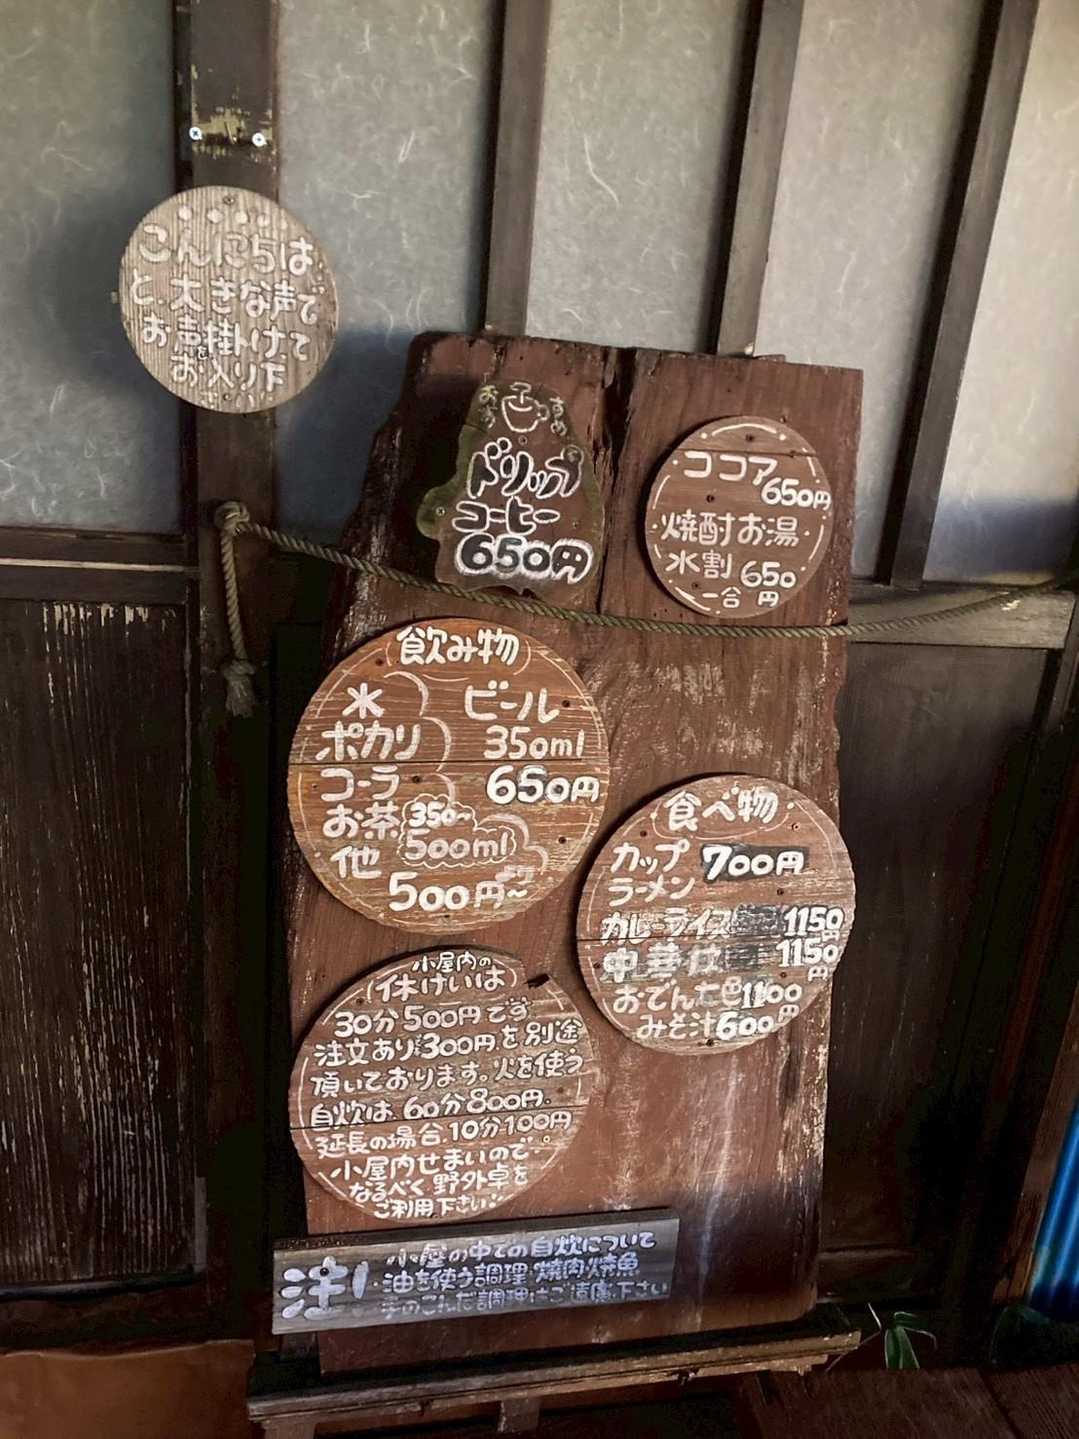 こんにちは
と、大きな声で
お声掛けて
お入り下
おすすめ
ドリップ
コーヒー
650円
ココア
650円
焼酎お湯
水割 650
一合 円
飲み物
水
ポカリ
コーラ
お茶 350~
他 500ml
500円~
ビール
350ml
650円
食べ物
カップ 700円
ラーメン
カレーライス 1150
中華丼 1150
円
おでん七色 1100
みそ汁 600円
小屋内の
休けいは
30分500円です
注文あり300円を別途
頂いております。火を使う
自炊は、60分800円。
延長の場合、10分100円
小屋内せまいので。
なるべく野外卓を
ご利用下さい。
注!
小屋の中での自炊について
油を使う調理・焼肉・焼魚
手のこんだ調理はご遠慮下さい